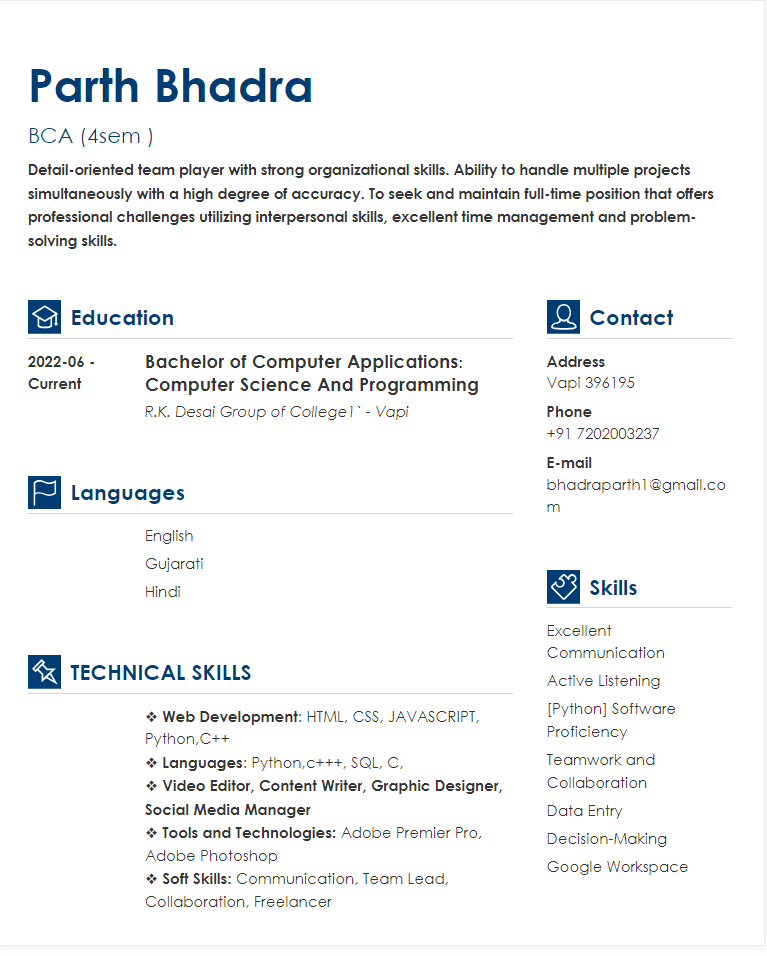 Parth Bhadra
BCA (4sem )
Detail-oriented team player with strong organizational skills. Ability to handle multiple projects
simultaneously with a high degree of accuracy. To seek and maintain full-time position that offers
professional challenges utilizing interpersonal skills, excellent time management and problem-
solving skills.
Education
2022-06 -
Current
Bachelor of Computer Applications:
Computer Science And Programming
R.K. Desai Group of College1` - Vapi
Languages
English
Gujarati
Hindi
TECHNICAL SKILLS
❖ Web Development: HTML, CSS, JAVASCRIPT,
Python,C++
❖ Languages: Python,c+++, SQL, C,
❖ Video Editor, Content Writer, Graphic Designer,
Social Media Manager
❖ Tools and Technologies: Adobe Premier Pro,
Adobe Photoshop
❖ Soft Skills: Communication, Team Lead,
Collaboration, Freelancer
Contact
Address
Vapi 396195
Phone
+91 7202003237
E-mail
bhadraparth1@gmail.co
m
Skills
Excellent
Communication
Active Listening
[Python] Software
Proficiency
Teamwork and
Collaboration
Data Entry
Decision-Making
Google Workspace